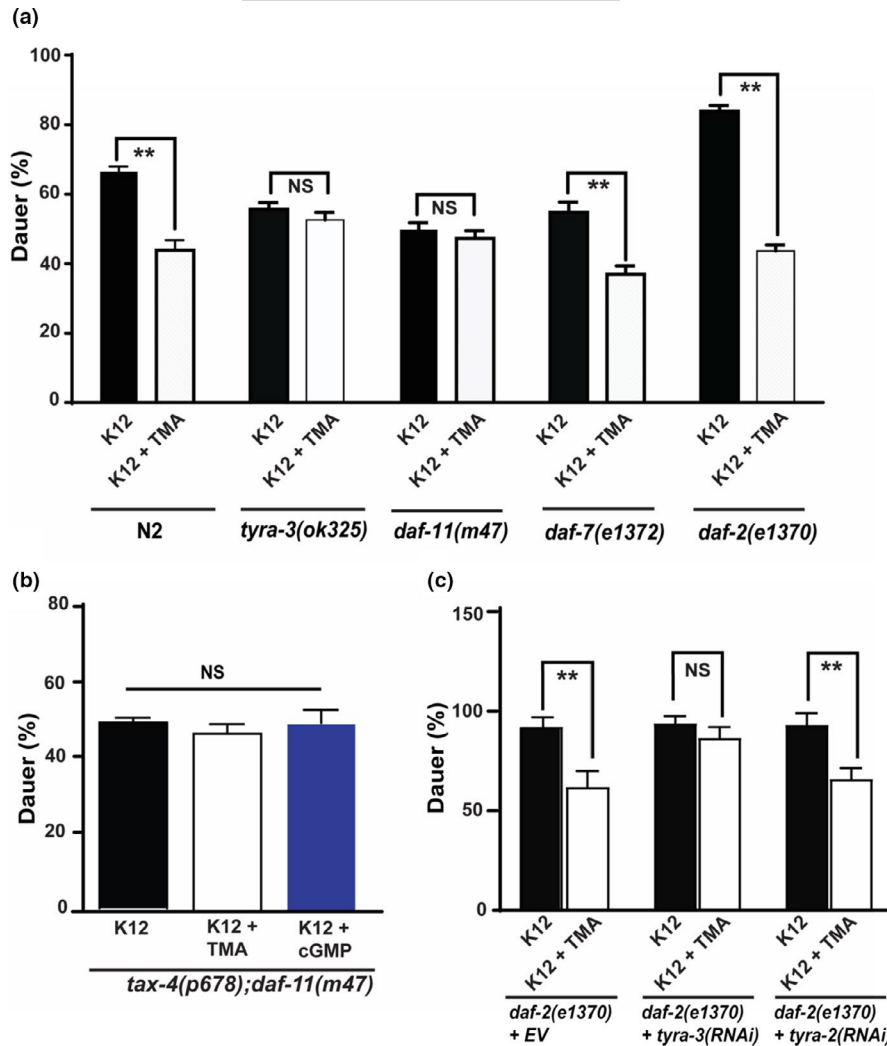 (a)
Dauer (%)
100
80
60
40
20
0
**
NS
NS
**
**
K12
K12 + TMA
K12
K12 + TMA
K12
K12 + TMA
K12
K12 + TMA
K12
K12 + TMA
N2
tyra-3(ok325)
daf-11(m47)
daf-7(e1372)
daf-2(e1370)
(b)
Dauer (%)
80
60
40
20
0
NS
K12
K12 +
TMA
K12 +
cGMP
tax-4(p678);daf-11(m47)
(c)
Dauer (%)
150
100
50
0
**
NS
**
K12
K12 + TMA
K12
K12 + TMA
K12
K12 + TMA
daf-2(e1370)
+ EV
daf-2(e1370)
+ tyra-3(RNAi)
daf-2(e1370)
+ tyra-2(RNAi)